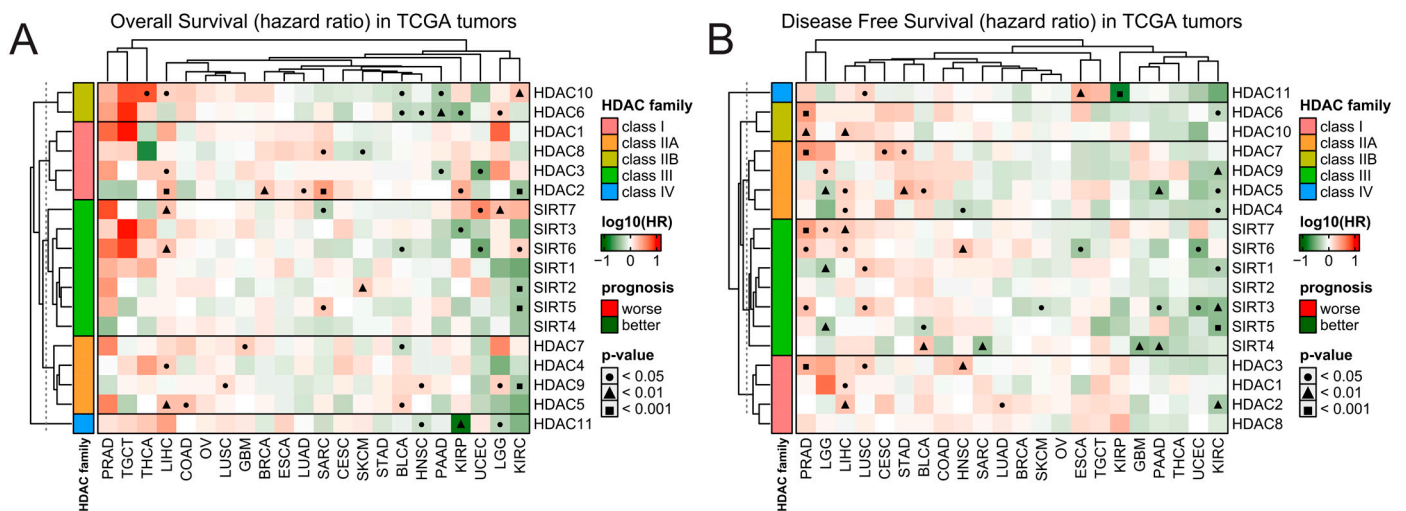 A
Overall Survival (hazard ratio) in TCGA tumors
HDAC10
HDAC6
HDAC1
HDAC8
HDAC3
HDAC2
SIRT7
SIRT3
SIRT6
SIRT1
SIRT2
SIRT5
SIRT4
HDAC7
HDAC4
HDAC9
HDAC5
HDAC11
HDAC family
PRAD
TGCT
THCA
LIHC
COAD
OV
LUSC
GBM
BRCA
ESCA
LUAD
SARC
CESC
SKCM
STAD
BLCA
HNSC
PAAD
KIRP
UCEC
LGG
KIRC
HDAC family
class I
class IIA
class IIB
class III
class IV
log10(HR)
−1 0 1
prognosis
worse
better
p-value
< 0.05
< 0.01
< 0.001
B
Disease Free Survival (hazard ratio) in TCGA tumors
HDAC11
HDAC6
HDAC10
HDAC7
HDAC9
HDAC5
HDAC4
SIRT7
SIRT6
SIRT1
SIRT2
SIRT3
SIRT5
SIRT4
HDAC3
HDAC1
HDAC2
HDAC8
HDAC family
PRAD
LGG
LIHC
LUSC
CESC
STAD
BLCA
COAD
HNSC
SARC
LUAD
BRCA
SKCM
OV
ESCA
TGCT
KIRP
GBM
PAAD
THCA
UCEC
KIRC
HDAC family
class I
class IIA
class IIB
class III
class IV
log10(HR)
−1 0 1
prognosis
worse
better
p-value
< 0.05
< 0.01
< 0.001